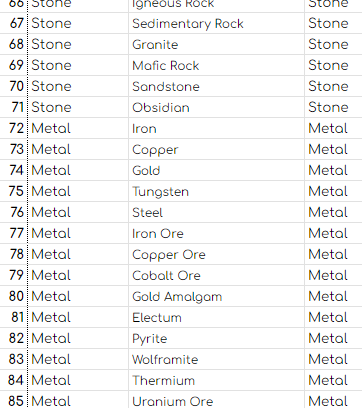 66 Stone Igneous Rock Stone
67 Stone Sedimentary Rock Stone
68 Stone Granite Stone
69 Stone Mafic Rock Stone
70 Stone Sandstone Stone
71 Stone Obsidian Stone
72 Metal Iron Metal
73 Metal Copper Metal
74 Metal Gold Metal
75 Metal Tungsten Metal
76 Metal Steel Metal
77 Metal Iron Ore Metal
78 Metal Copper Ore Metal
79 Metal Cobalt Ore Metal
80 Metal Gold Amalgam Metal
81 Metal Electum Metal
82 Metal Pyrite Metal
83 Metal Wolframite Metal
84 Metal Thermium Metal
85 Metal Uranium Ore Metal